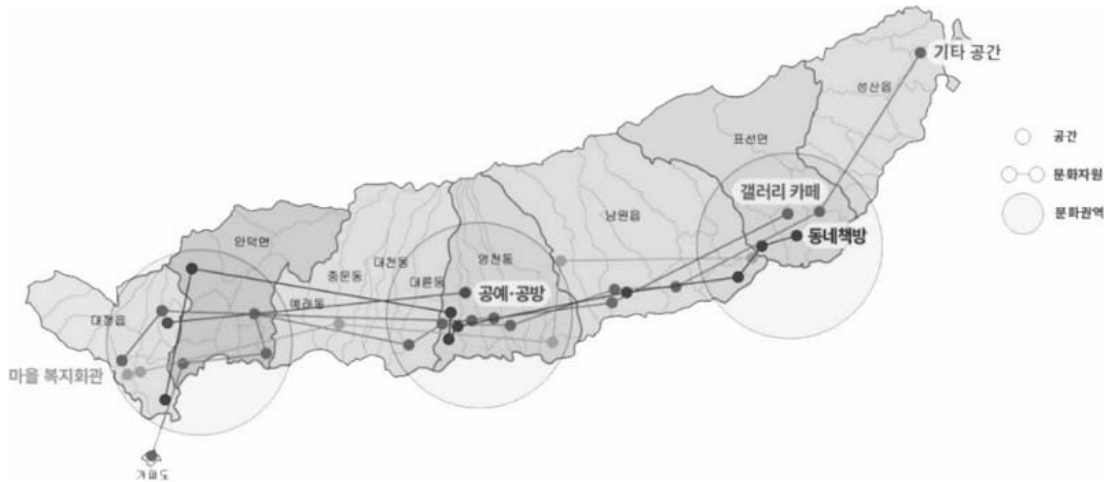 기타 공간
성산읍
표선면
공간
문화자원
문화권역
갤러리 카페
동네책방
남원읍
안덕면
중문동
대천동
대륜동
영천동
예래동
공예·공방
대정읍
마을 복지회관
가파도